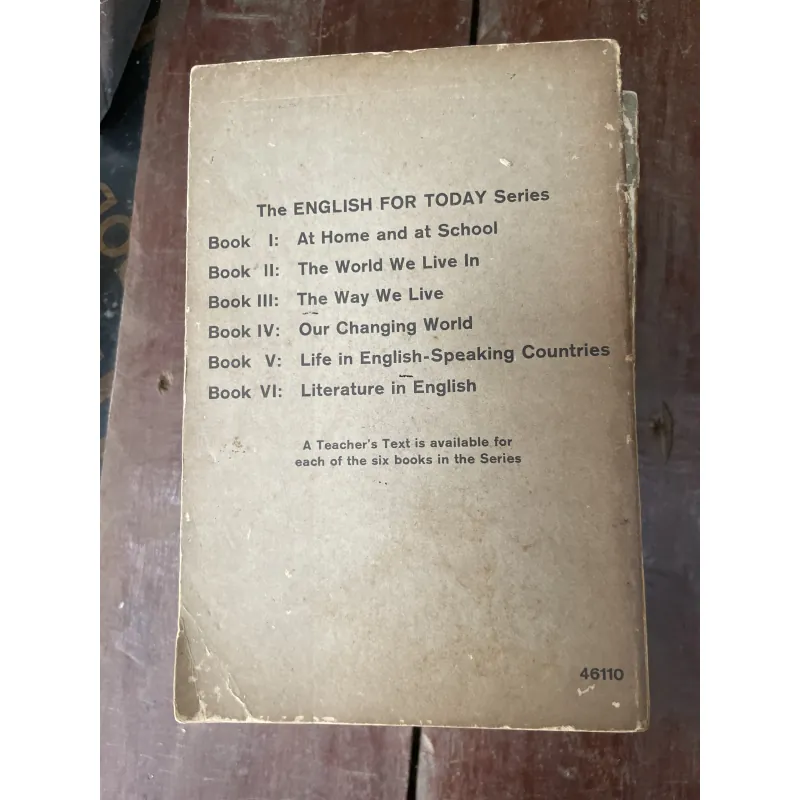 The ENGLISH FOR TODAY Series
Book I: At Home and at School
Book II: The World We Live In
Book III: The Way We Live
Book IV: Our Changing World
Book V: Life in English-Speaking Countries
Book VI: Literature in English
A Teacher's Text is available for
each of the six books in the Series
46110